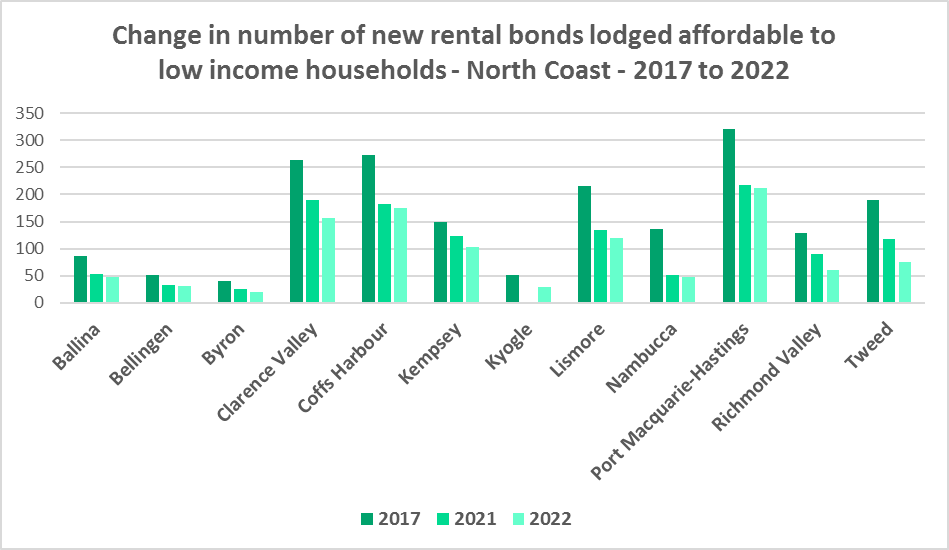 Change in number of new rental bonds lodged affordable to
low income households - North Coast - 2017 to 2022
350
300
250
200
150
100
50
0
Ballina
Bellingen
Byron
Clarence Valley
Coffs Harbour
Kempsey
Kyogle
Lismore
Nambucca
Port Macquarie-Hastings
Richmond Valley
Tweed
2017 2021 2022